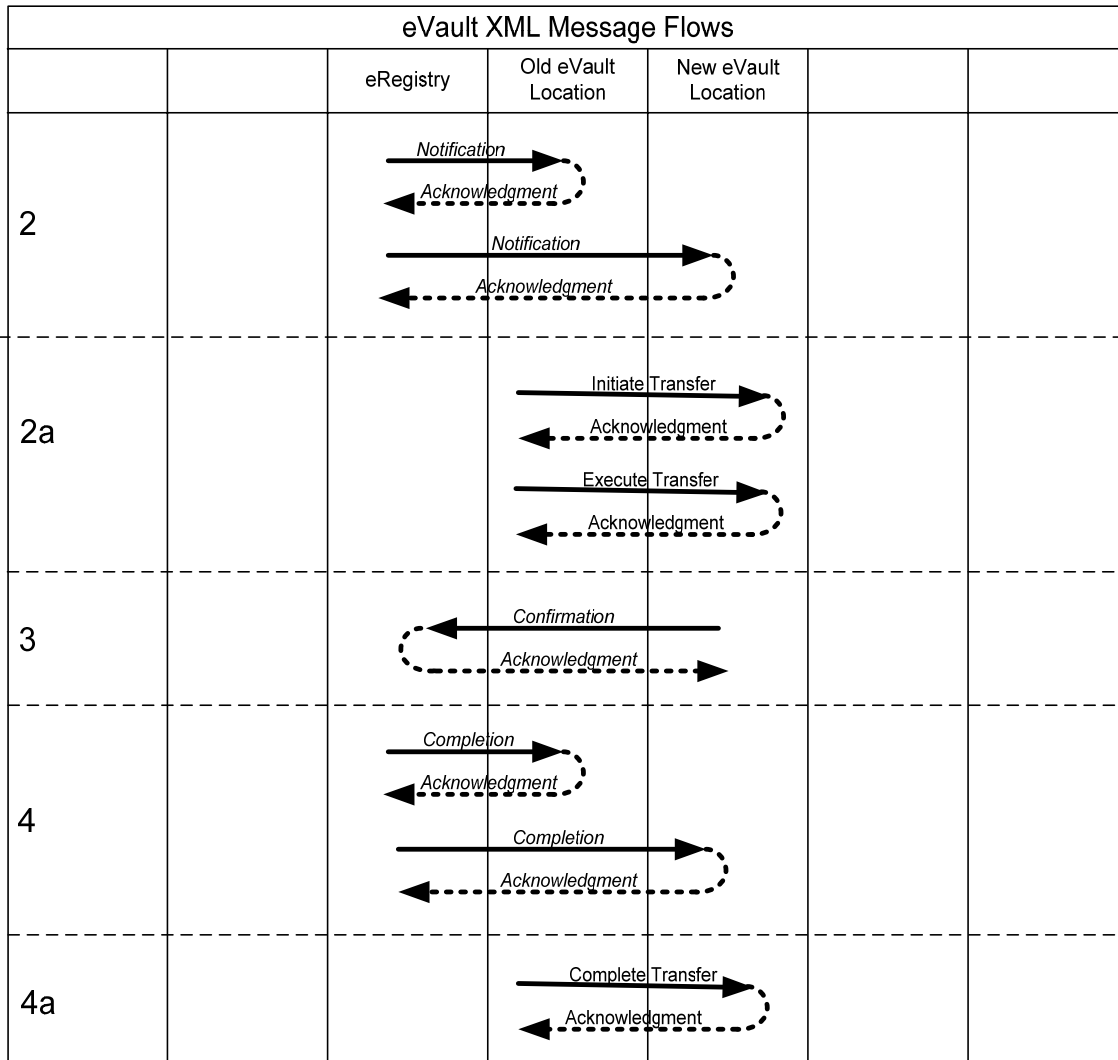 eVault XML Message Flows
eRegistry
Old eVault
Location
New eVault
Location
2
Notification
Acknowledgment
Notification
Acknowledgment
2a
Initiate Transfer
Acknowledgment
Execute Transfer
Acknowledgment
3
Confirmation
Acknowledgment
4
Completion
Acknowledgment
Completion
Acknowledgment
4a
Complete Transfer
Acknowledgment